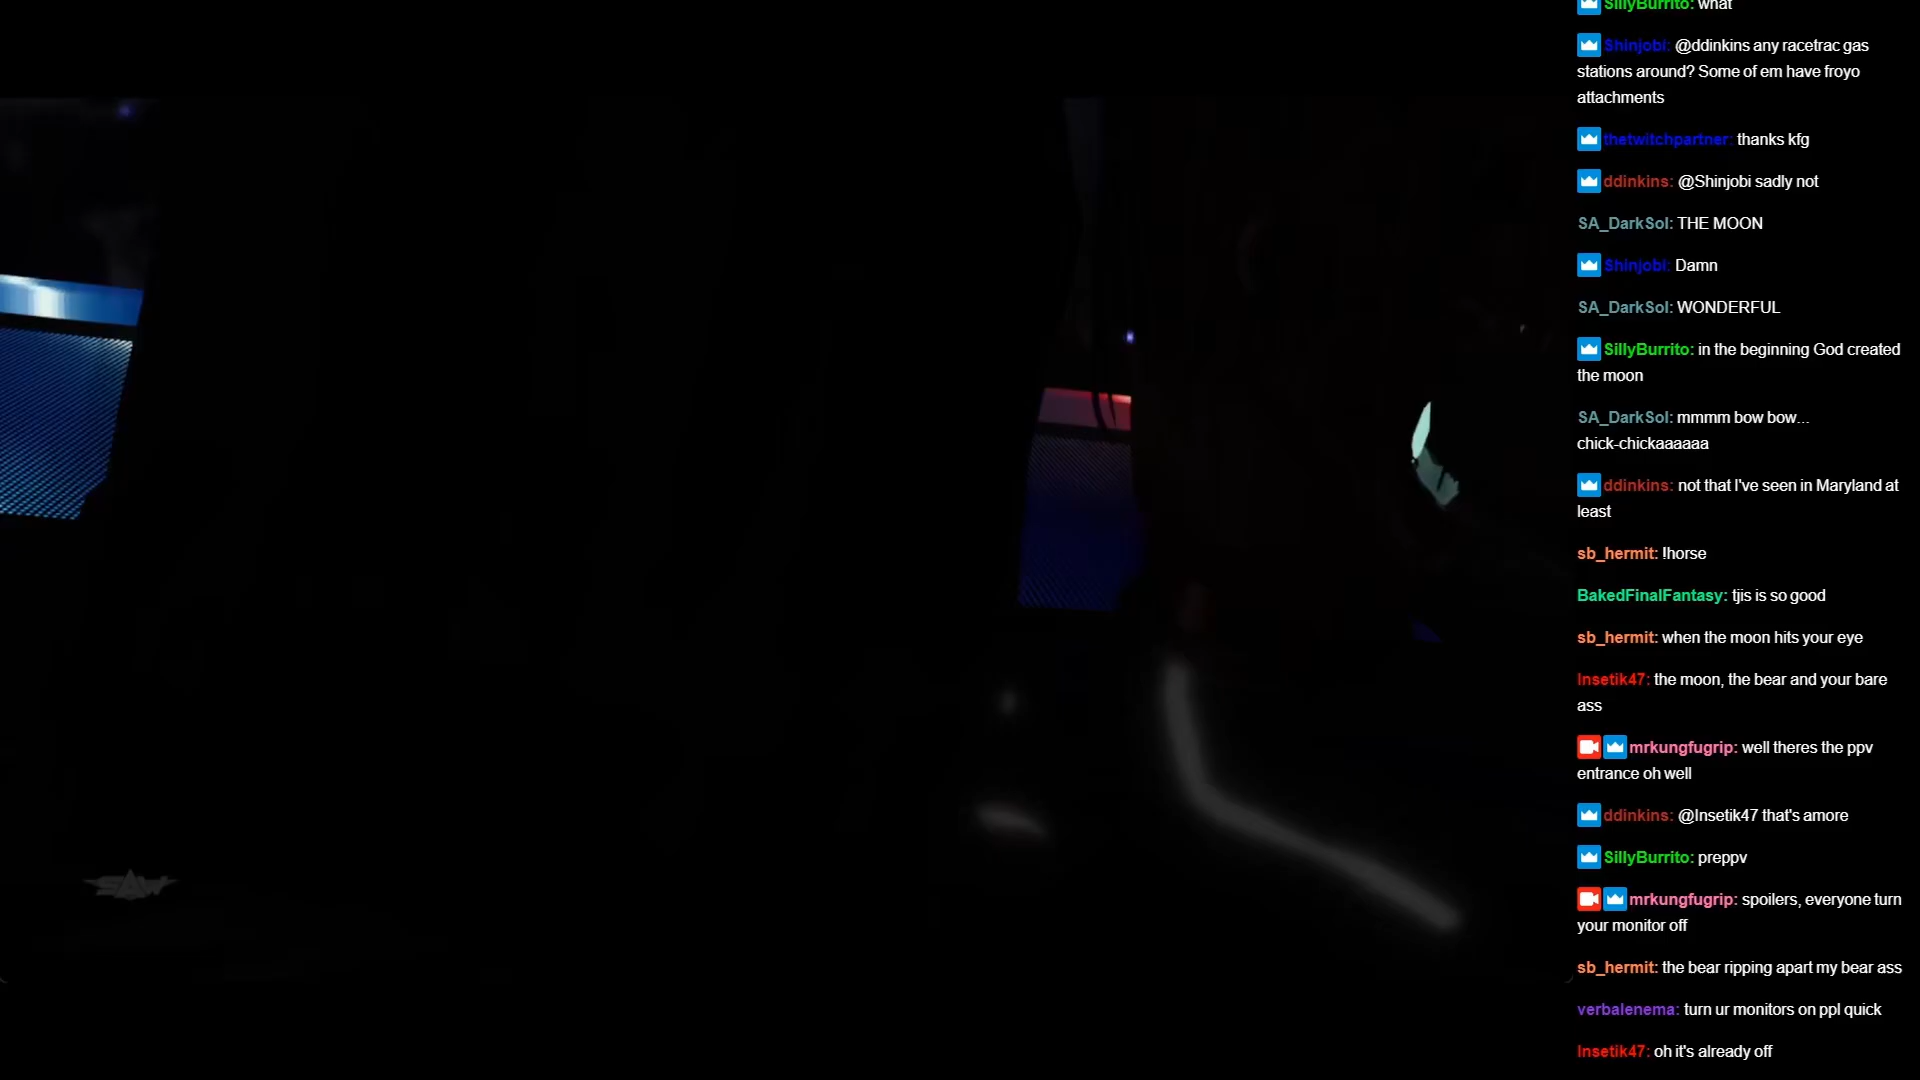 SillyBurrito: what
Shinjobi: @ddinkins any racetrac gas
stations around? Some of em have froyo
attachments
thetwitchpartner: thanks kfg
ddinkins: @Shinjobi sadly not
SA_DarkSol: THE MOON
Shinjobi: Damn
SA_DarkSol: WONDERFUL
SillyBurrito: in the beginning God created
the moon
SA_DarkSol: mmmm bow bow...
chick-chickaaaaaa
ddinkins: not that I've seen in Maryland at
least
sb_hermit: !horse
BakedFinalFantasy: tjis is so good
sb_hermit: when the moon hits your eye
Insetik47: the moon, the bear and your bare
ass
mrkungfugrip: well theres the ppv
entrance oh well
ddinkins: @Insetik47 that's amore
SillyBurrito: preppv
mrkungfugrip: spoilers, everyone turn
your monitor off
SAW
sb_hermit: the bear ripping apart my bear ass
verbalenema: turn ur monitors on ppl quick
Insetik47: oh it's already off